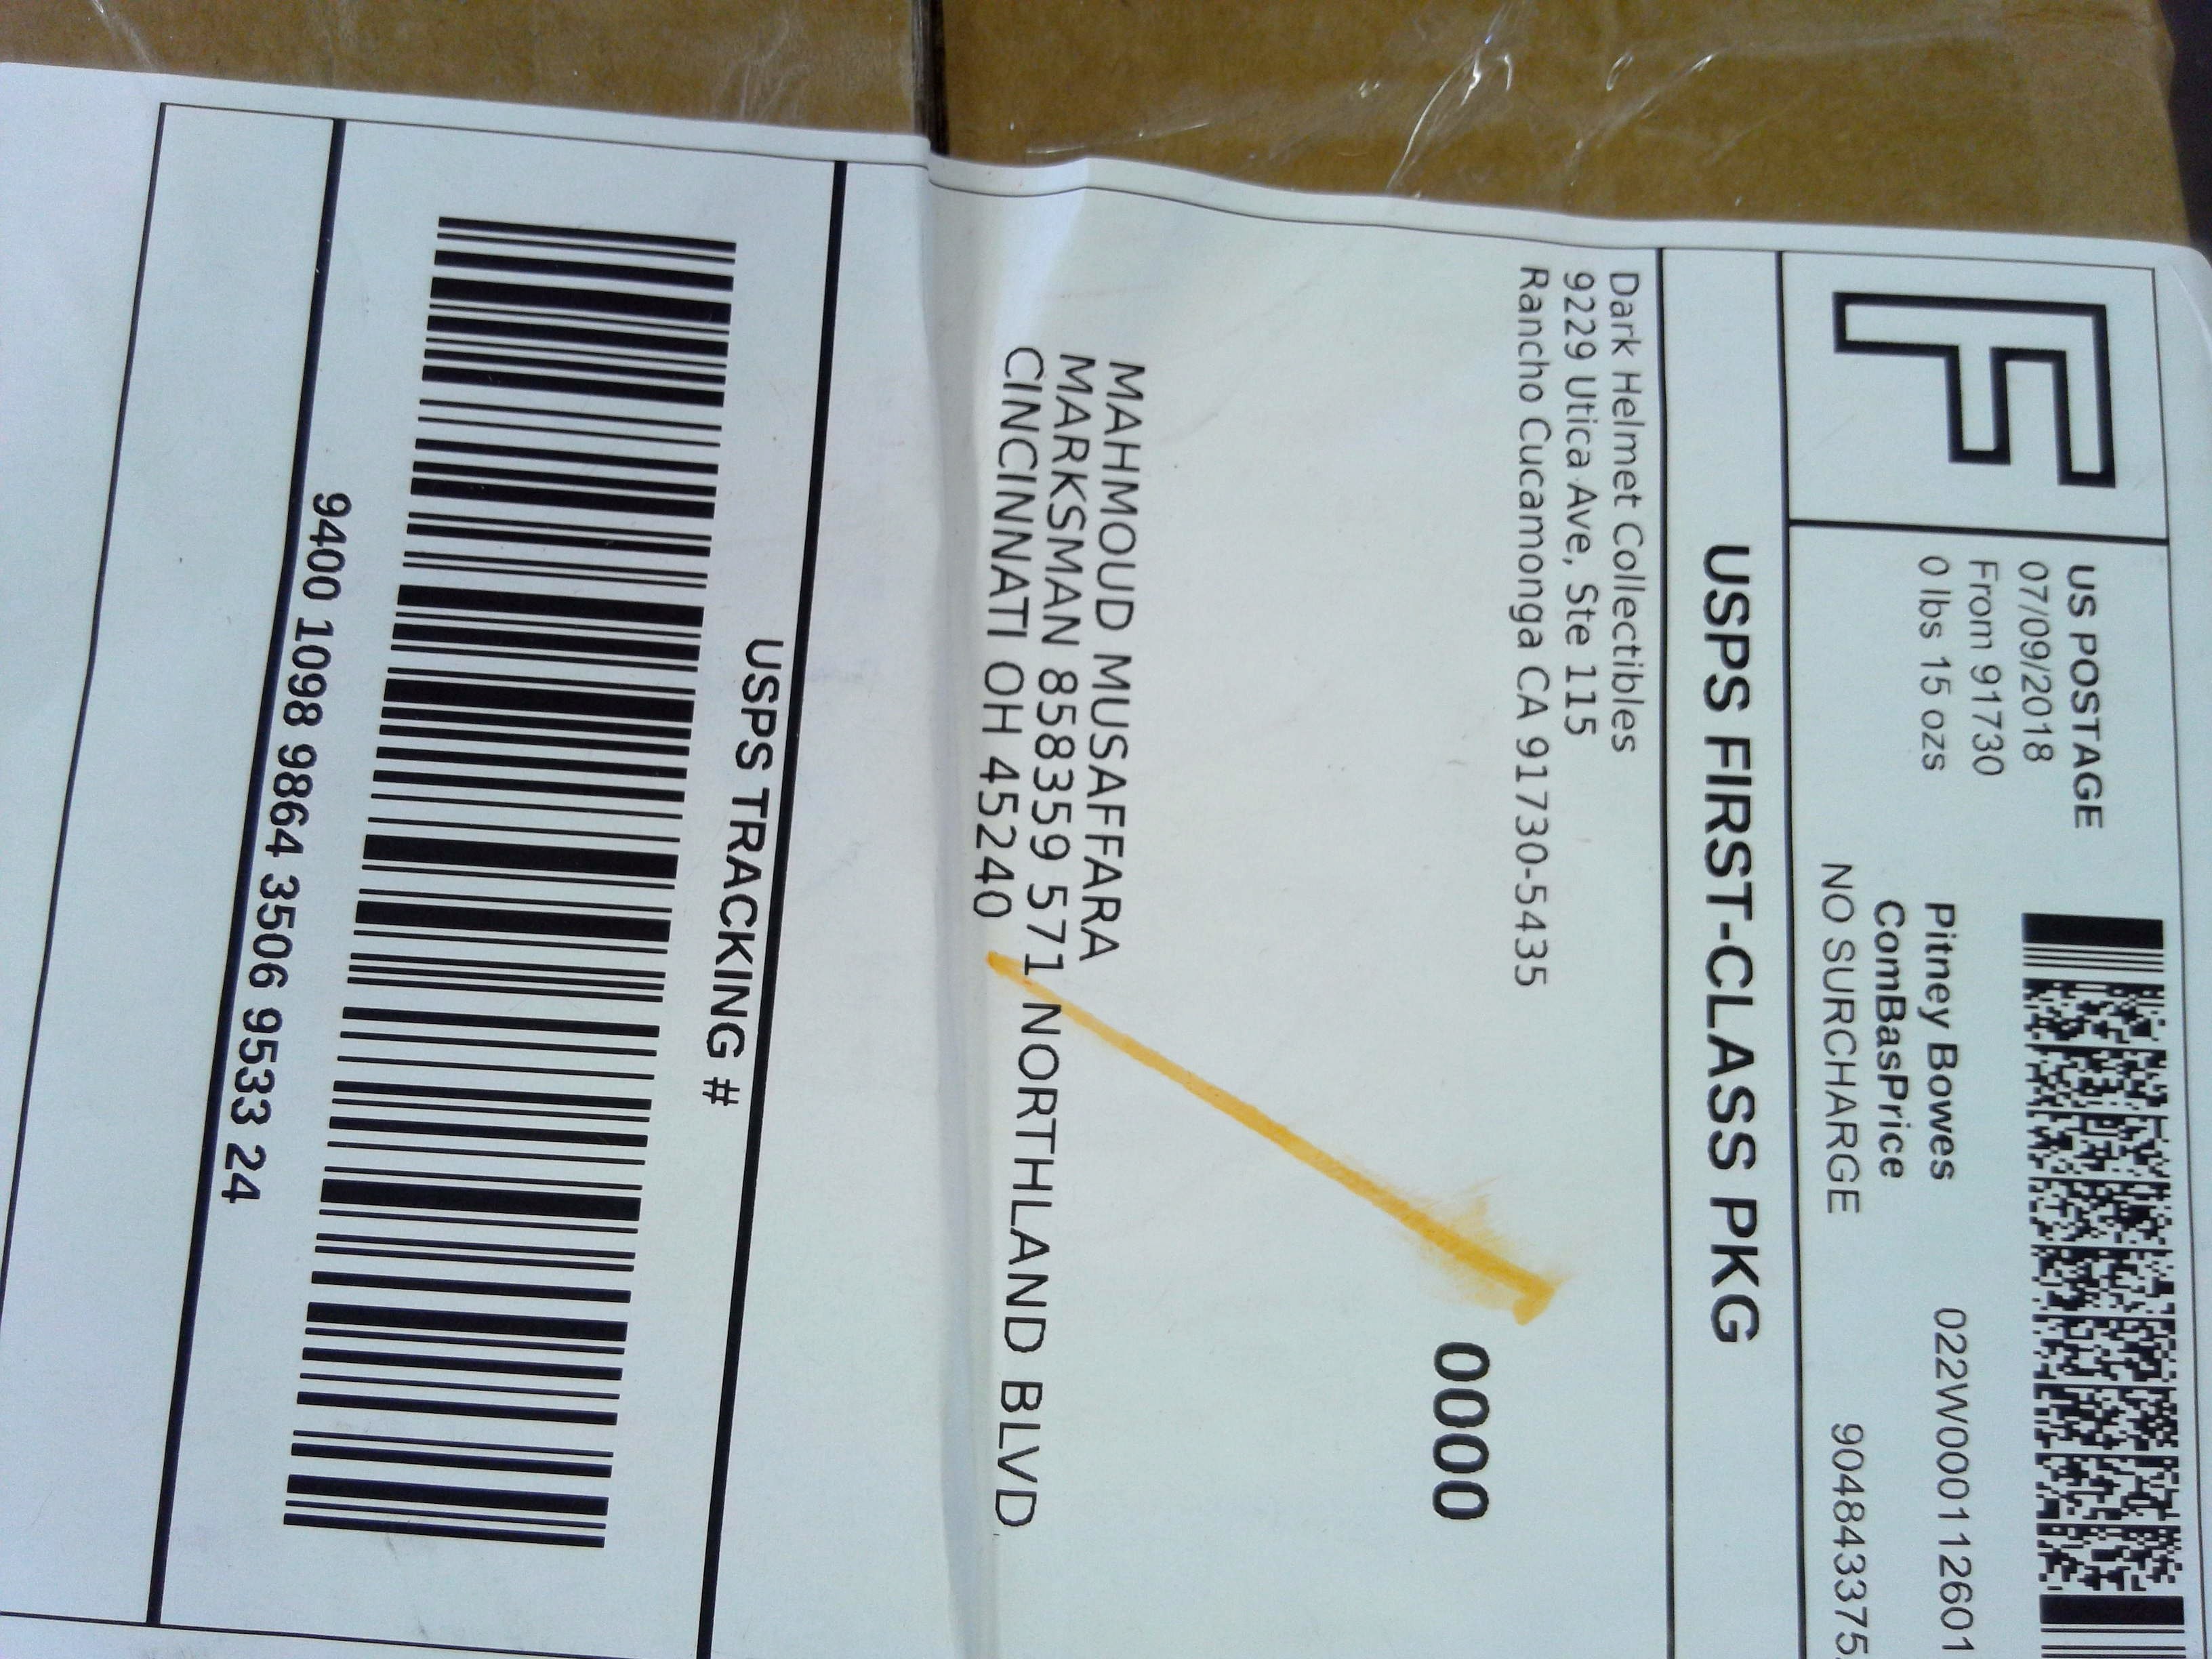 F
US POSTAGE
07/09/2018
From 91730
0 lbs 15 ozs
Pitney Bowes
ComBasPrice
NO SURCHARGE
022W0001112601
9048433375
USPS FIRST-CLASS PKG
Dark Helmet Collectibles
9229 Utica Ave, Ste 115
Rancho Cucamonga CA 91730-5435
0000
MAHMOUD MUSAFFARA
MARKSMAN 858359 571 NORTHLAND BLVD
CINCINNATI OH 45240
USPS TRACKING #
9400 1098 9864 3506 9533 24